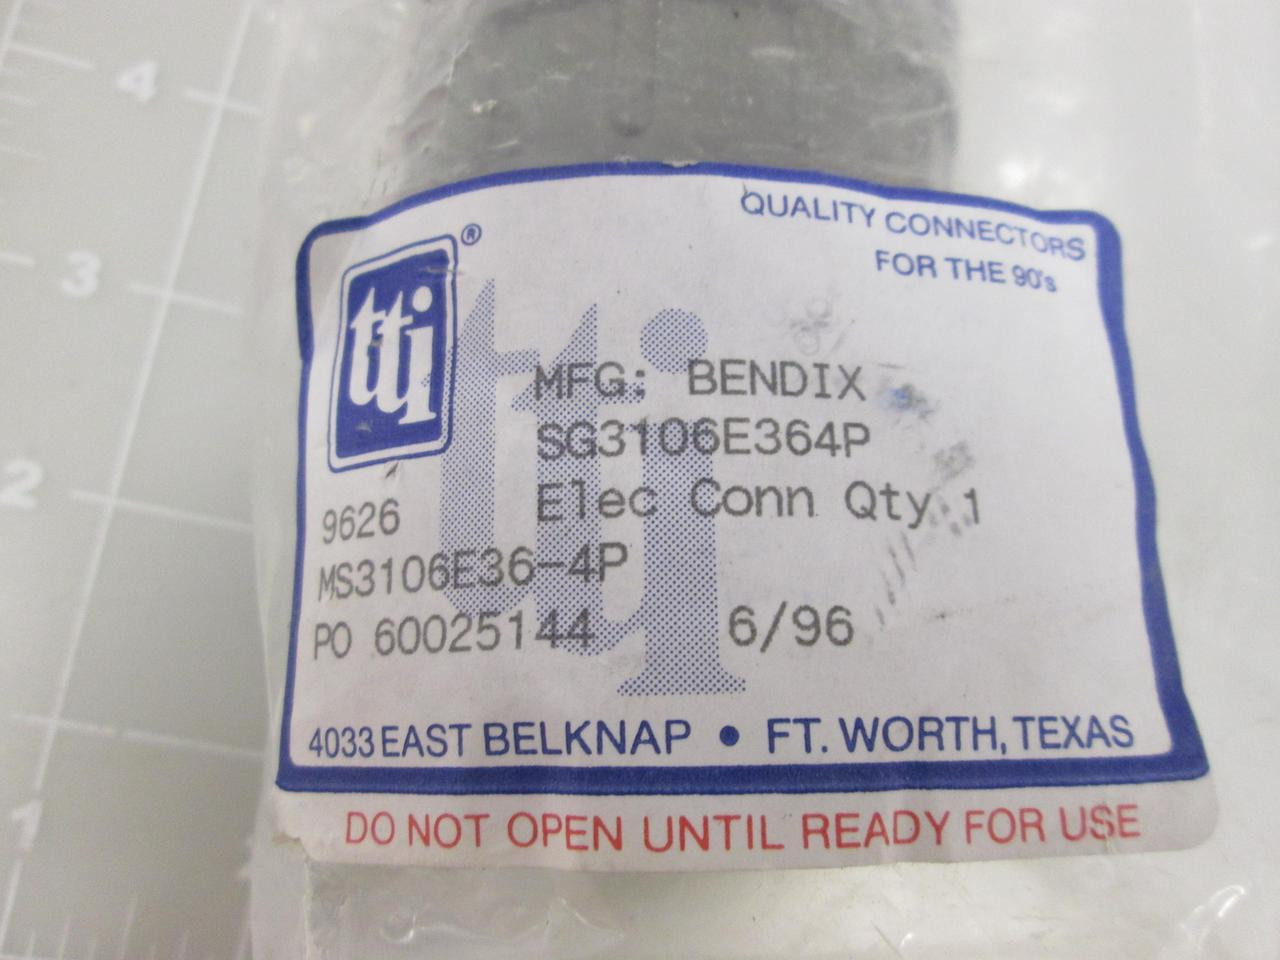 4
3
2
1
tti®
QUALITY CONNECTORS
FOR THE 90's
tti
MFG: BENDIX
SG3106E364P
Elec Conn Qty 1
9626
MS3106E36-4P
PO 60025144 6/96
4033 EAST BELKNAP • FT. WORTH, TEXAS
DO NOT OPEN UNTIL READY FOR USE